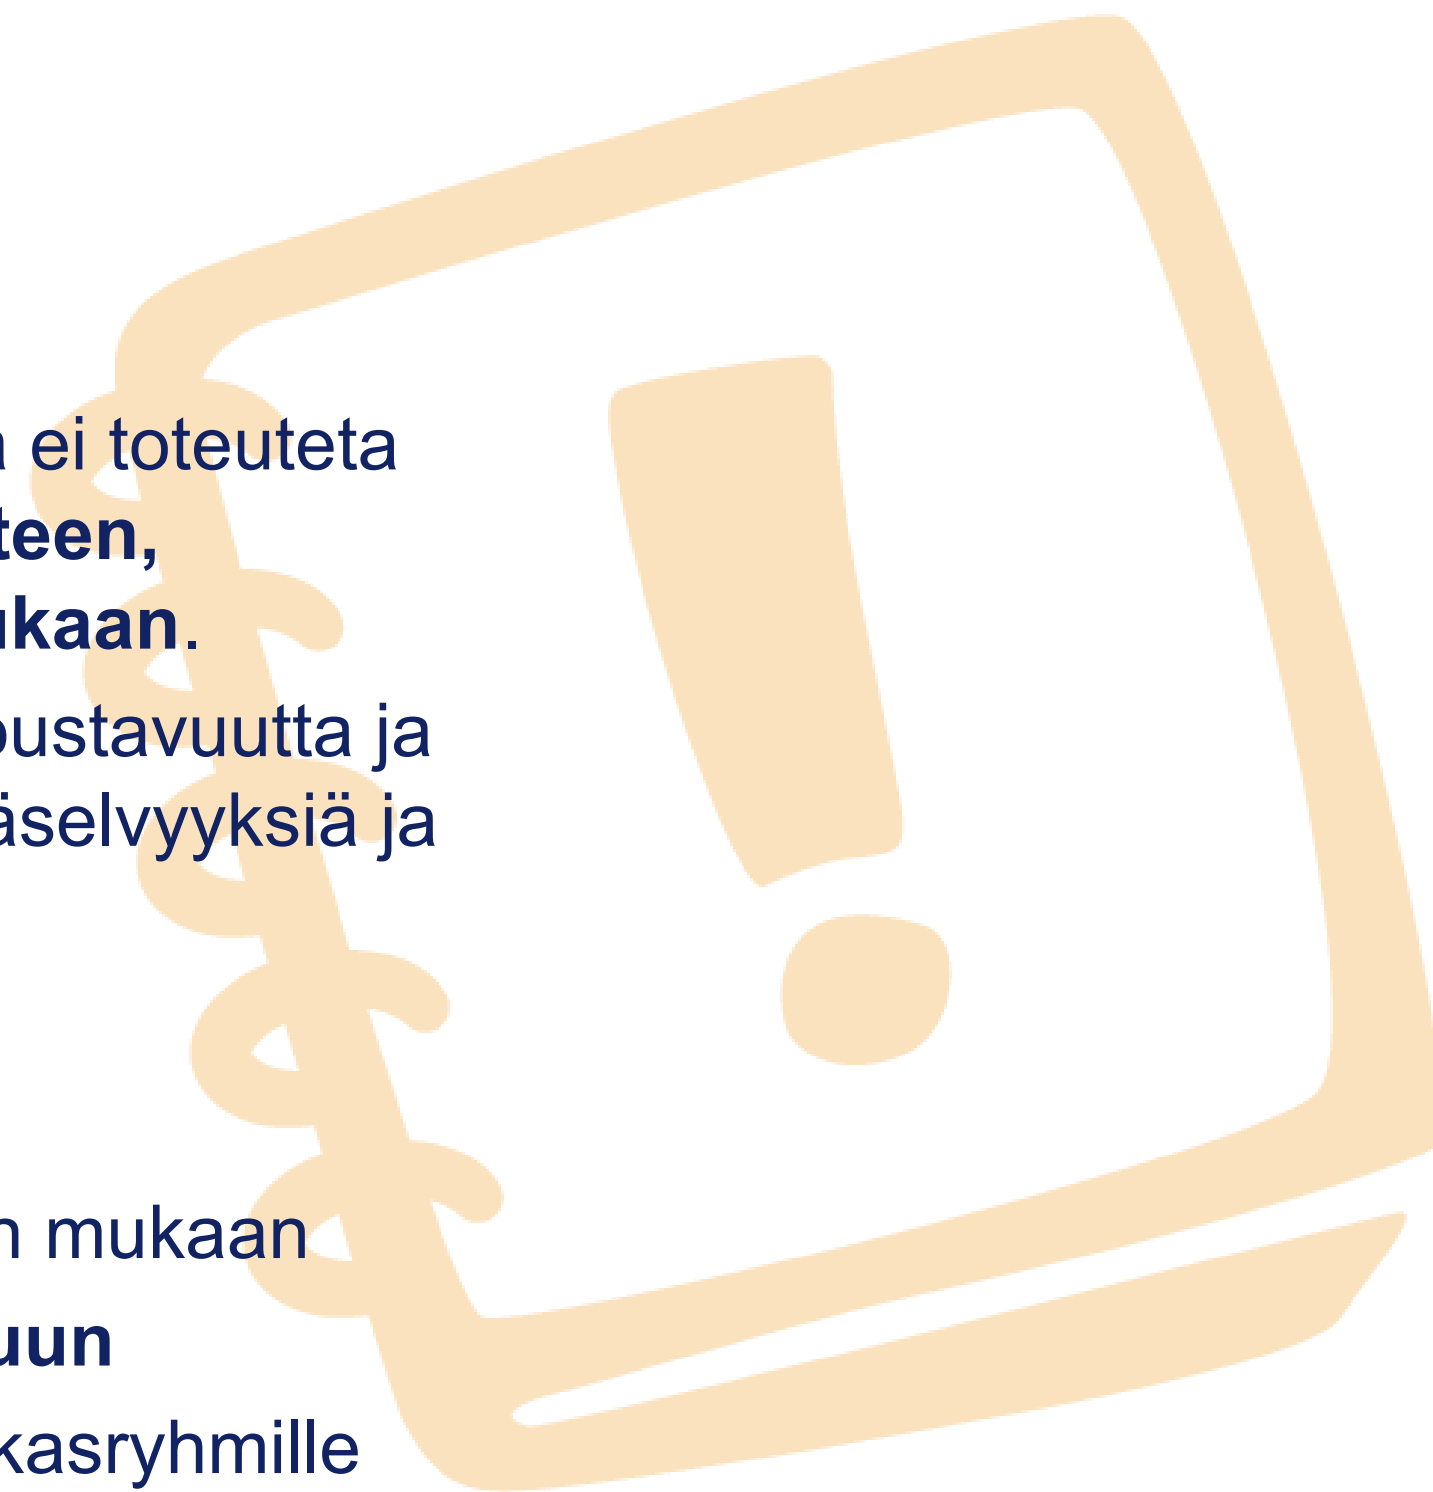 ei toteuteta
teen,
ukaan.
oustavuutta ja
äselvyyksiä ja
n mukaan
uun
kasryhmille